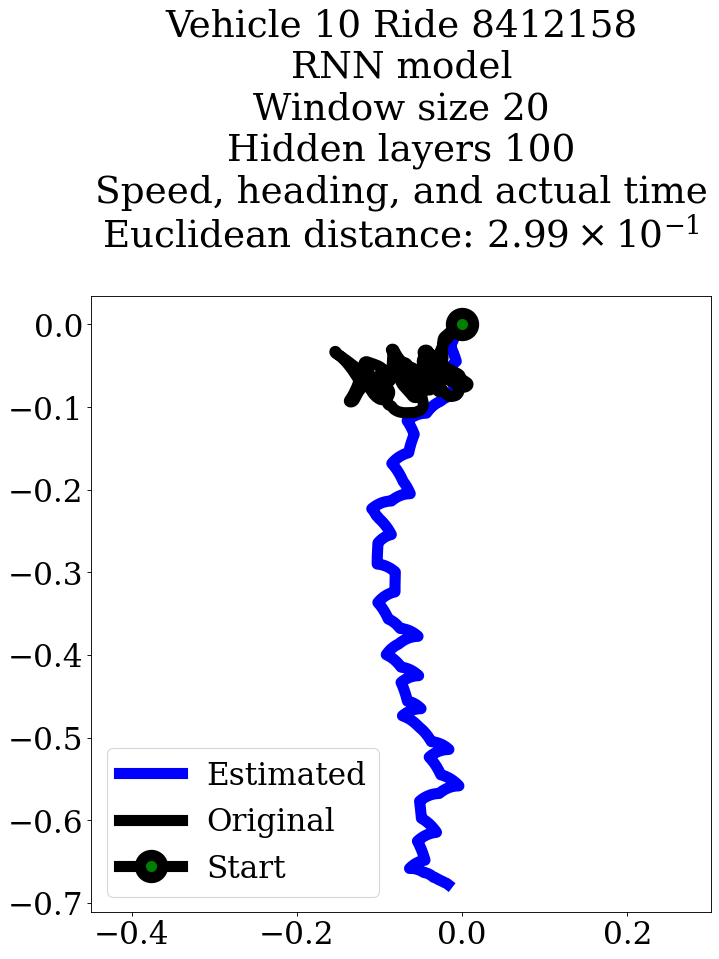 Vehicle 10 Ride 8412158
RNN model
Window size 20
Hidden layers 100
Speed, heading, and actual time
Euclidean distance: 2.99 × 10⁻¹
0.0
−0.1
−0.2
−0.3
−0.4
−0.5
−0.6
−0.7
Estimated
Original
Start
−0.4 −0.2 0.0 0.2